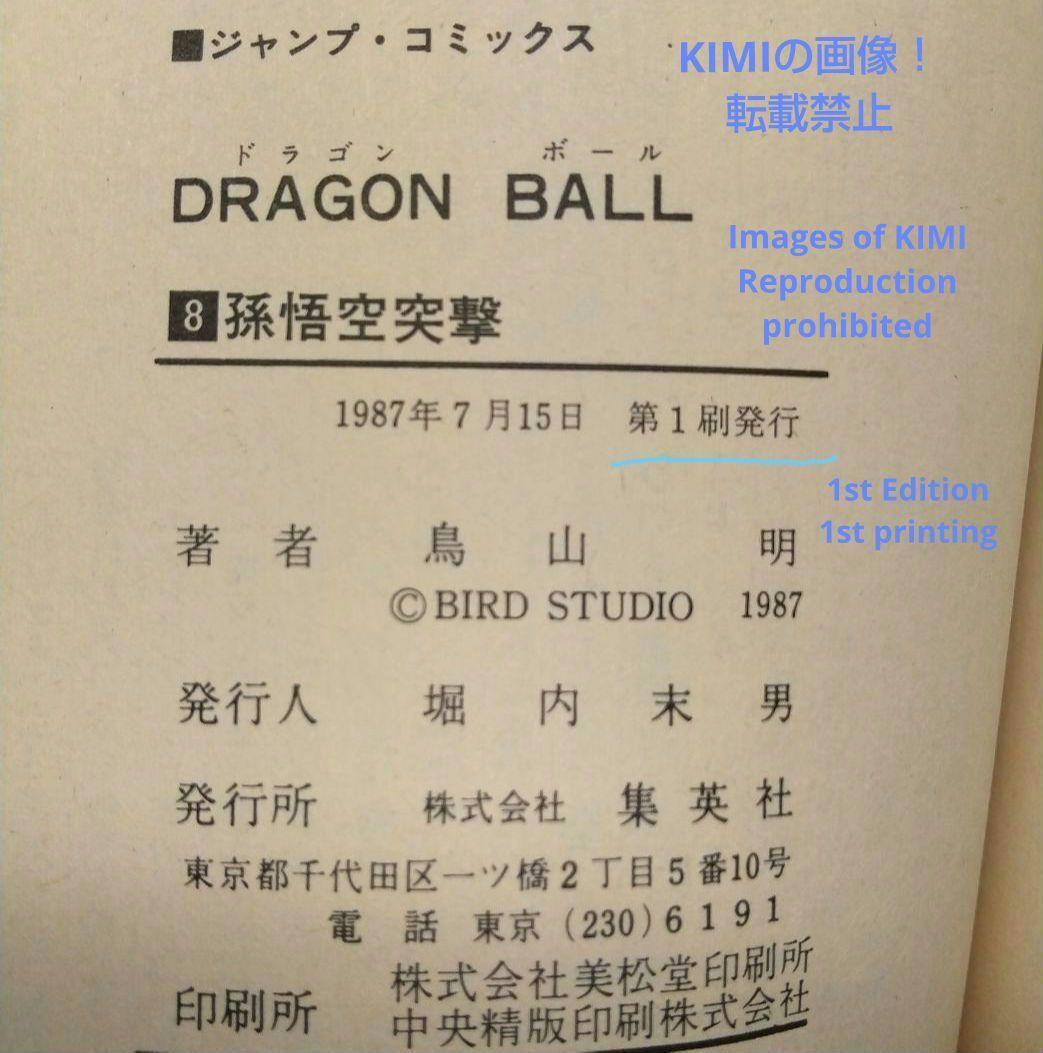 ■ジャンプ・コミックス
KIMIの画像！
転載禁止
ドラゴン ボール
DRAGON BALL
Images of KIMI
Reproduction
prohibited
8 孫悟空突撃
1987年7月15日 第1刷発行
1st Edition
1st printing
著者 鳥山 明
©BIRD STUDIO 1987
発行人 堀内末男
発行所 株式会社 集英社
東京都千代田区一ツ橋2丁目5番10号
電話 東京(230)6191
印刷所 株式会社美松堂印刷所
中央精版印刷株式会社